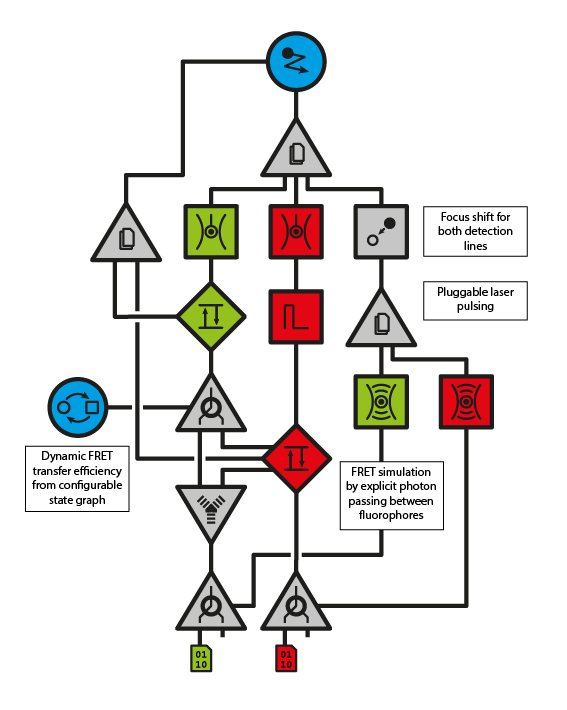 Focus shift for
both detection
lines
Pluggable laser
pulsing
Dynamic FRET
transfer efficiency
from configurable
state graph
FRET simulation
by explicit photon
passing between
fluorophores
01
10
01
10